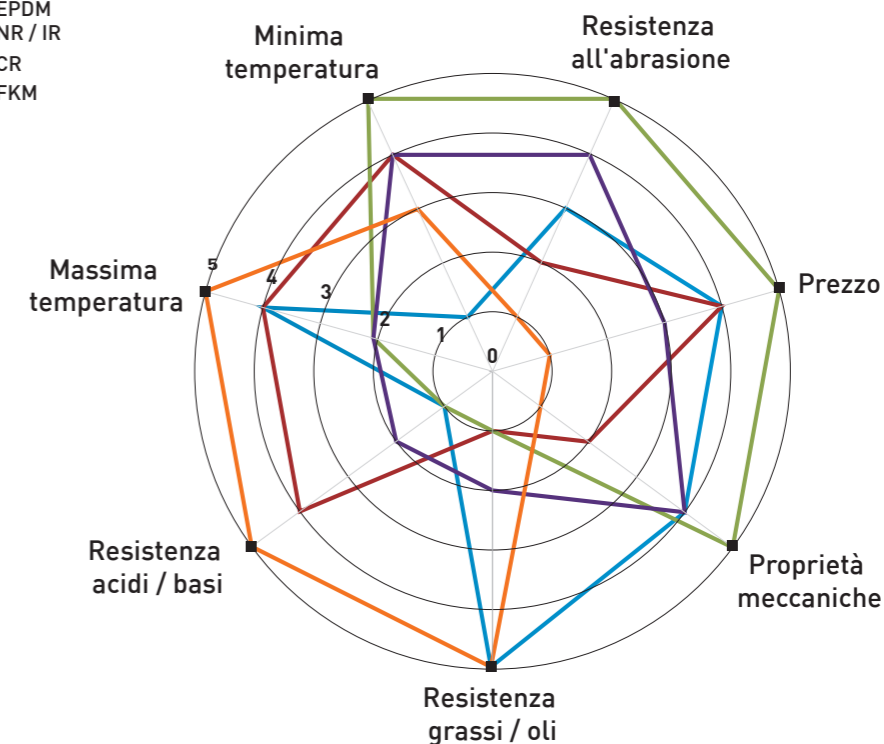 EPDM
NR / IR
CR
FKM
Minima
temperatura
Resistenza
all'abrasione
Massima
temperatura
Prezzo
5
4
3
2
1
0
Resistenza
acidi / basi
Proprietà
meccaniche
Resistenza
grassi / oli